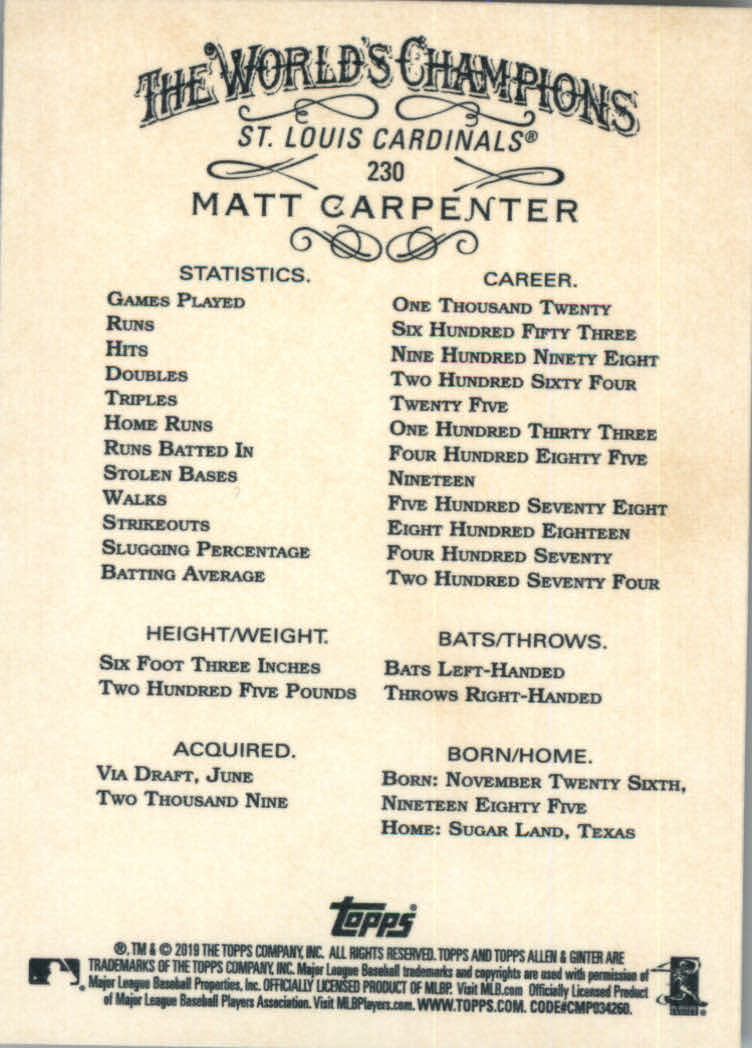 THE WORLD'S CHAMPIONS
ST. LOUIS CARDINALS®
230
MATT CARPENTER
STATISTICS.
GAMES PLAYED
RUNS
HITS
DOUBLES
TRIPLES
HOME RUNS
RUNS BATTED IN
STOLEN BASES
WALKS
STRIKEOUTS
SLUGGING PERCENTAGE
BATTING AVERAGE
CAREER.
ONE THOUSAND TWENTY
SIX HUNDRED FIFTY THREE
NINE HUNDRED NINETY EIGHT
TWO HUNDRED SIXTY FOUR
TWENTY FIVE
ONE HUNDRED THIRTY THREE
FOUR HUNDRED EIGHTY FIVE
NINETEEN
FIVE HUNDRED SEVENTY EIGHT
EIGHT HUNDRED EIGHTEEN
FOUR HUNDRED SEVENTY
TWO HUNDRED SEVENTY FOUR
HEIGHT/WEIGHT.
SIX FOOT THREE INCHES
TWO HUNDRED FIVE POUNDS
BATS/THROWS.
BATS LEFT-HANDED
THROWS RIGHT-HANDED
ACQUIRED.
VIA DRAFT, JUNE
TWO THOUSAND NINE
BORN/HOME.
BORN: NOVEMBER TWENTY SIXTH,
NINETEEN EIGHTY FIVE
HOME: SUGAR LAND, TEXAS
topps®
®, TM & © 2019 THE TOPPS COMPANY, INC. ALL RIGHTS RESERVED. TOPPS AND TOPPS ALLEN & GINTER ARE
TRADEMARKS OF THE TOPPS COMPANY, INC. Major League Baseball trademarks and copyrights are used with permission of
Major League Baseball Properties, Inc. OFFICIALLY LICENSED PRODUCT OF MLBP. Visit MLB.com Officially Licensed Product
of Major League Baseball Players Association. Visit MLBPlayers.com. WWW.TOPPS.COM. CODE#CMP034260.